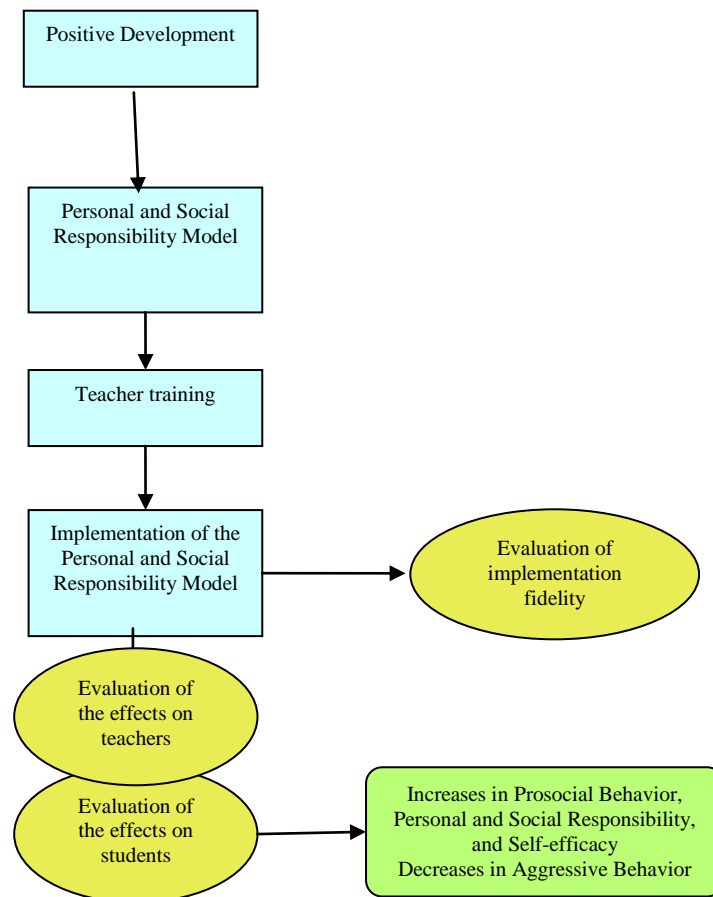 Positive Development
Personal and Social
Responsibility Model
Teacher training
Implementation of the
Personal and Social
Responsibility Model
Evaluation of
implementation
fidelity
Evaluation of
the effects on
teachers
Evaluation of
the effects on
students
Increases in Prosocial Behavior,
Personal and Social Responsibility,
and Self-efficacy
Decreases in Aggressive Behavior